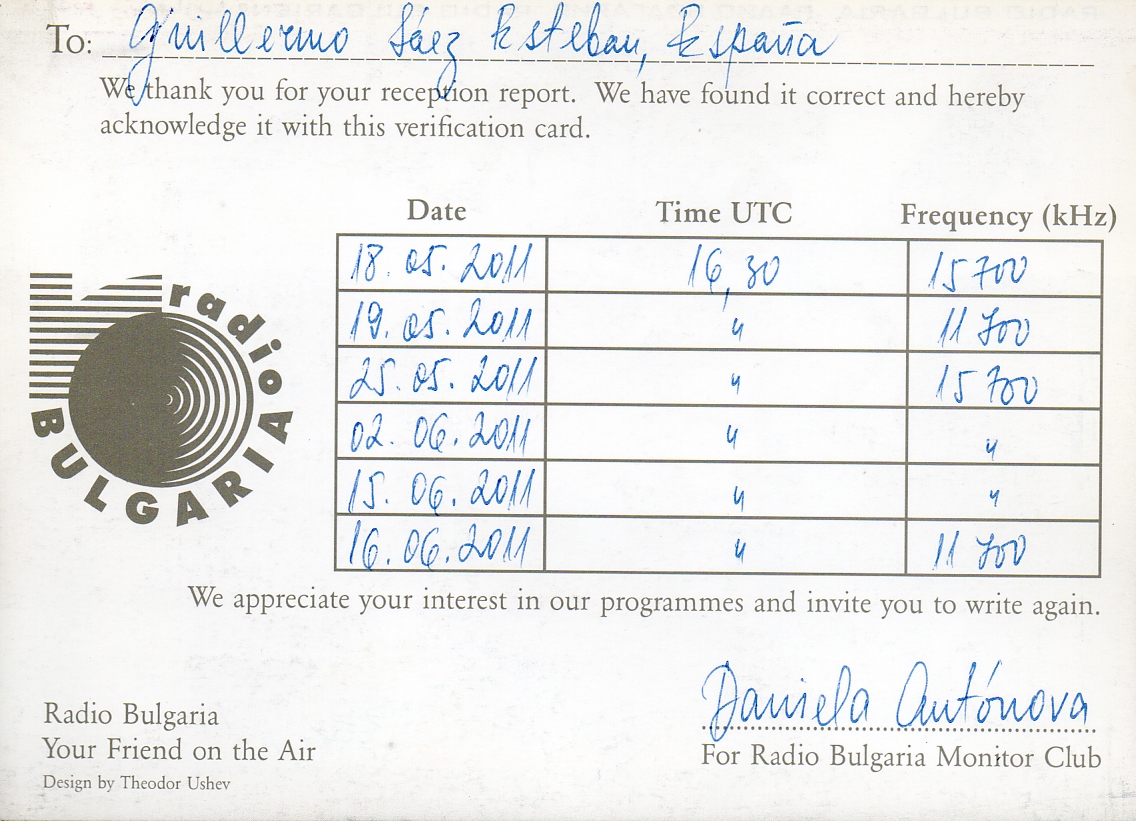 To: Guillermo Sáez Esteban, España
We thank you for your reception report. We have found it correct and hereby
acknowledge it with this verification card.
Date Time UTC Frequency (kHz)
18.05.2011 16,30 15700
19.05.2011 " 11700
25.05.2011 " 15700
02.06.2011 " "
15.06.2011 " "
16.06.2011 " 11700
radio
BULGARIA
We appreciate your interest in our programmes and invite you to write again.
Daniela Antónova
For Radio Bulgaria Monitor Club
Radio Bulgaria
Your Friend on the Air
Design by Theodor Ushev